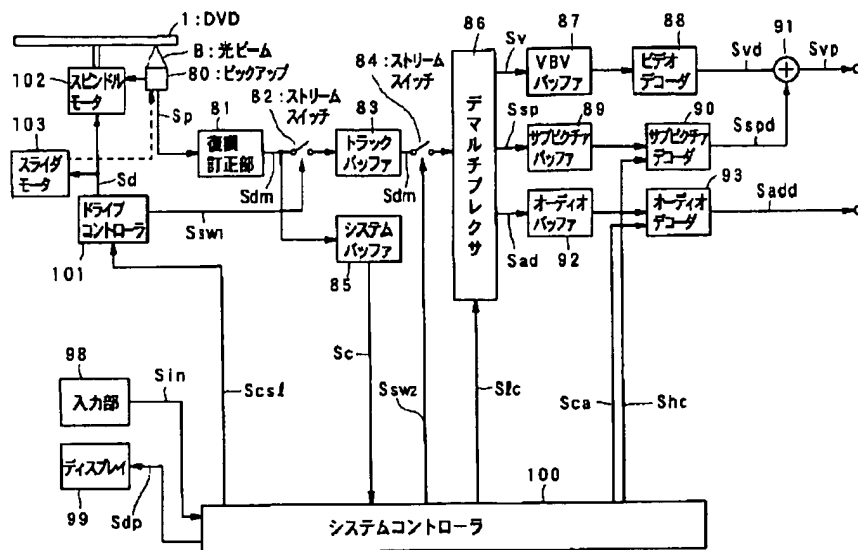 1:DVD
B:光ビーム
80:ピックアップ
102
スピンドル
モータ
103
スライダ
モータ
Sp
Sd
81
復調
訂正部
82:ストリーム
スイッチ
Sdm
83
トラック
バッファ
84:ストリーム
スイッチ
Sdm
86
デマルチプレクサ
Sv
87
VBV
バッファ
88
ビデオ
デコーダ
Svd
91
Svp
Ssp
89
サブピクチャ
バッファ
90
サブピクチャ
デコーダ
Sspd
Sad
オーディオ
バッファ
92
93
オーディオ
デコーダ
Sadd
ドライブ
コントローラ
101
Ssw1
システム
バッファ
85
Sc
Scsl
Ssw2
Slc
Sca
Shc
98
入力部
Sin
ディスプレイ
99
Sdp
100
システムコントローラ